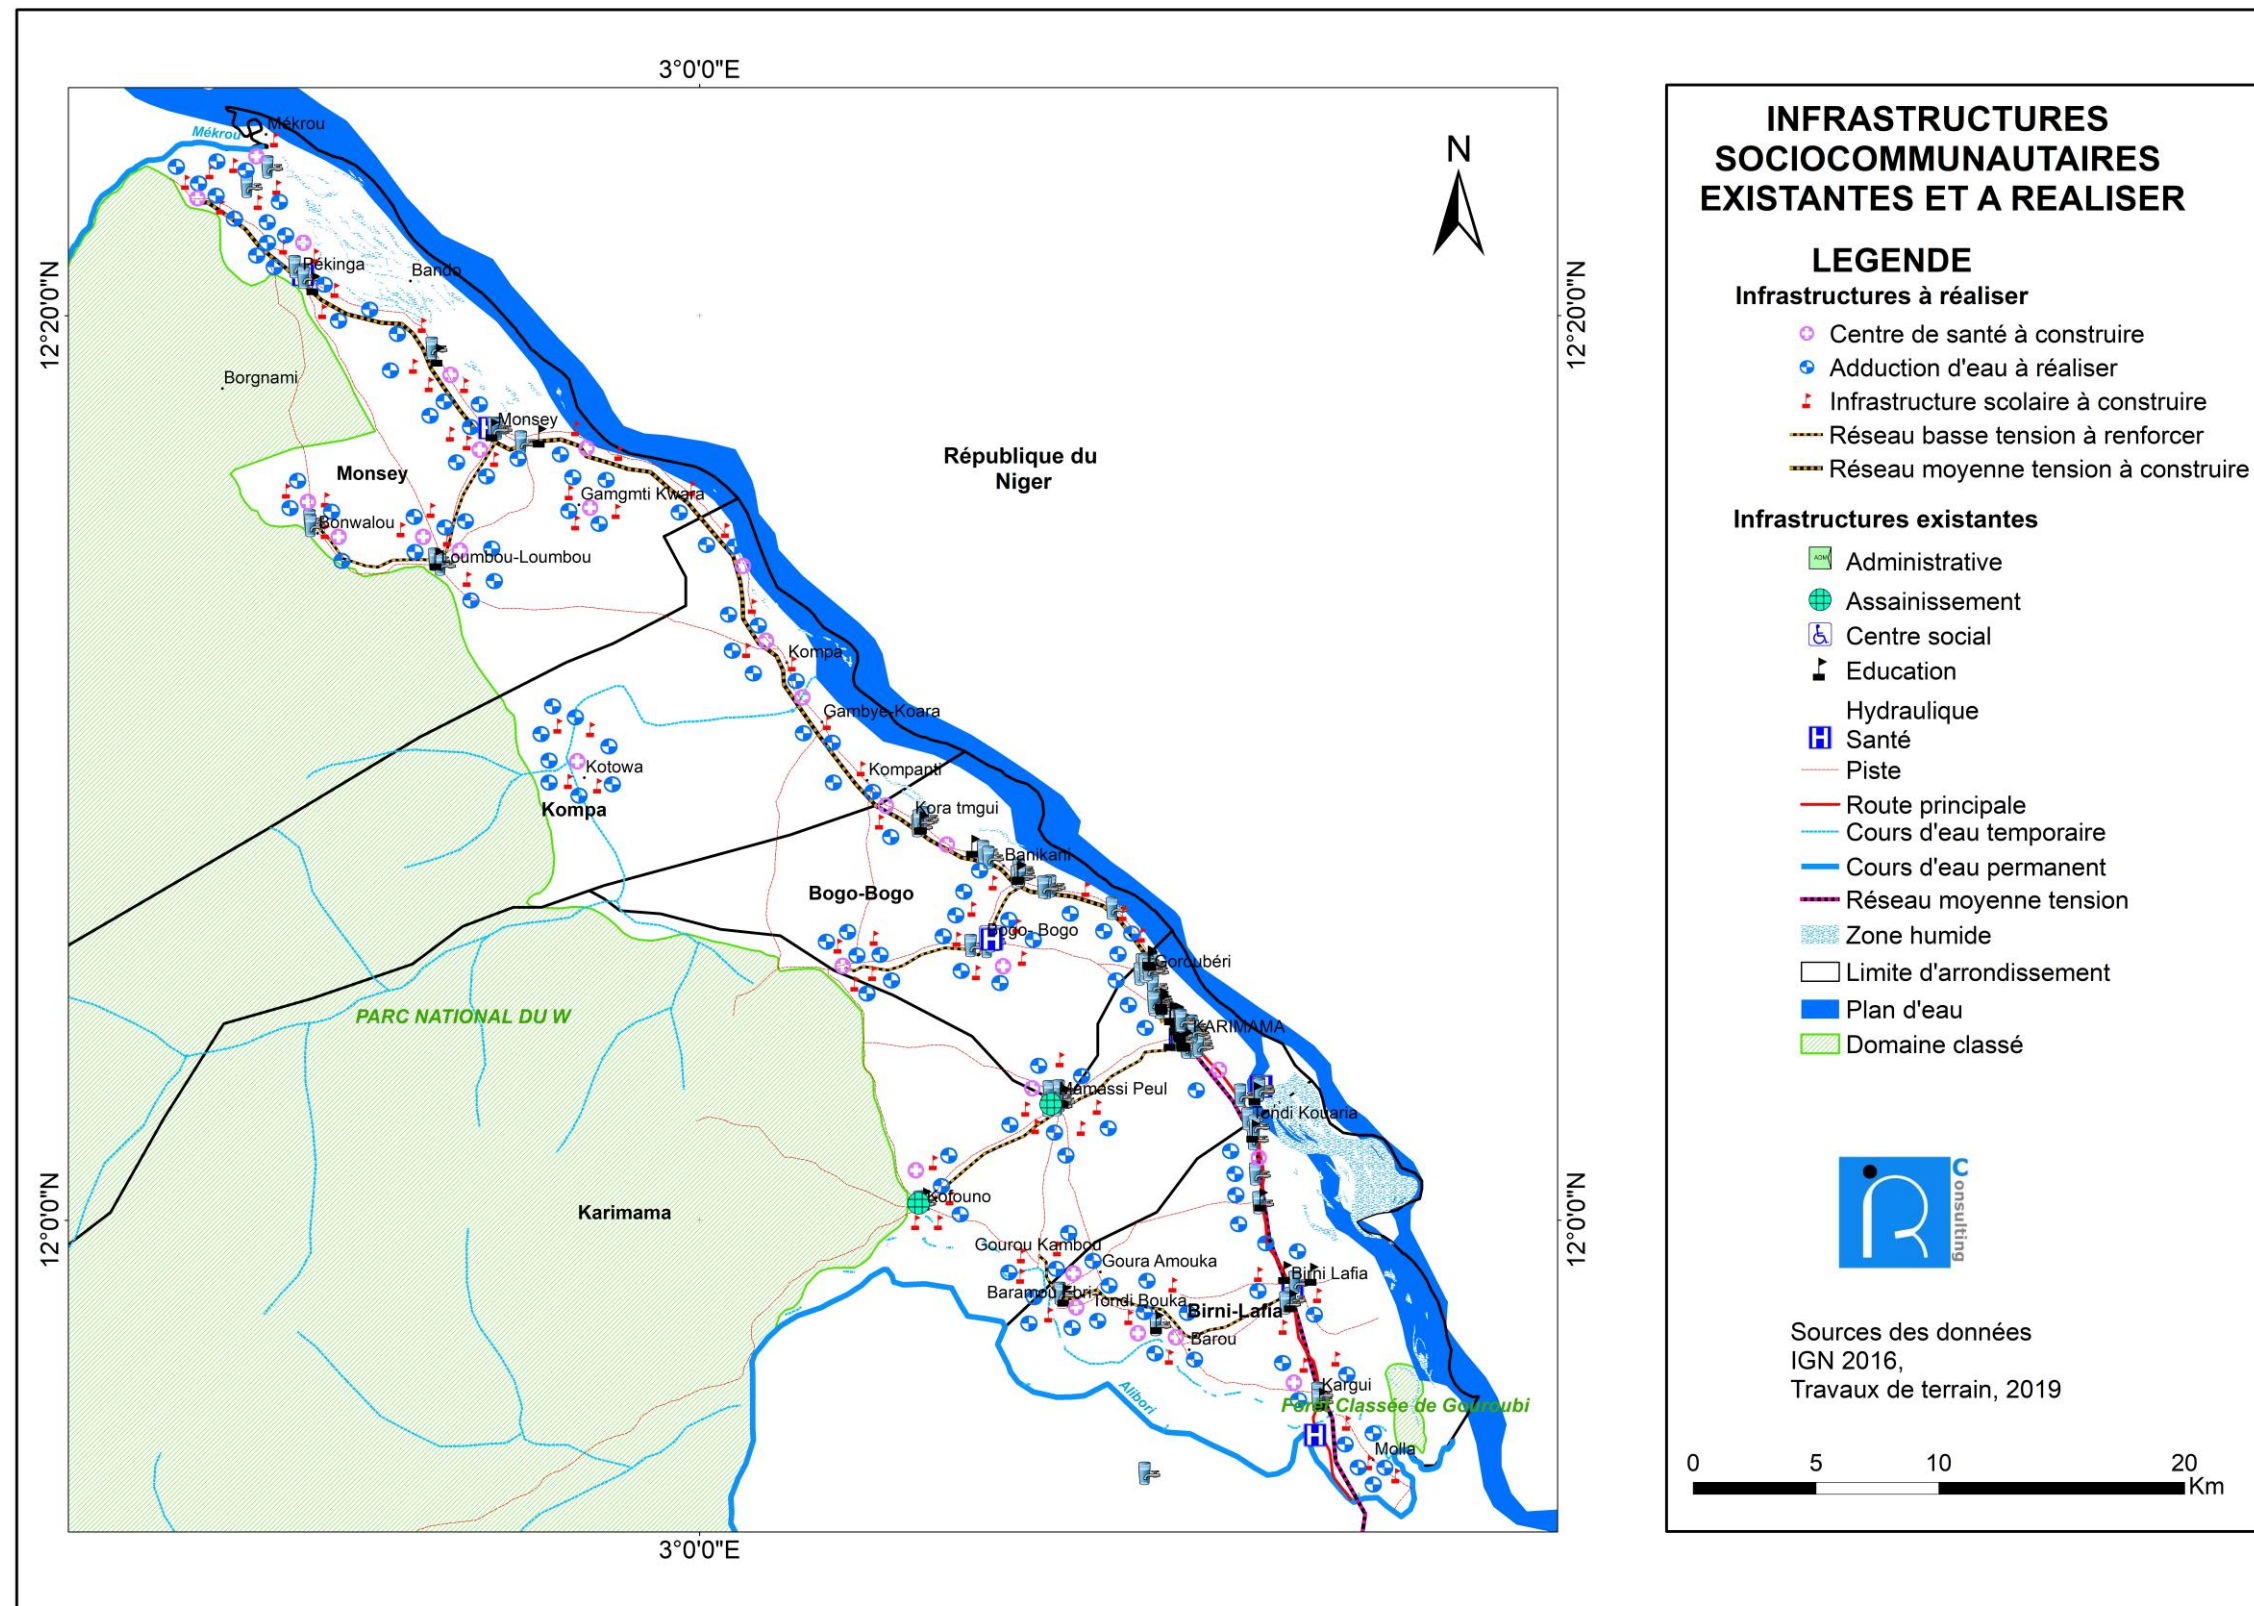 3°0'0"E
12°20'0"N
12°20'0"N
12°0'0"N
12°0'0"N
3°0'0"E
N
Mékrou
Mékrou
Pékinga
Bando
Borgnami
Monsey
Monsey
République du
Niger
Gamgmti Kwara
Bonwalou
Loumbou-Loumbou
Kompa
Gambye-Koara
Kotowa
Kompa
Kompanti
Kora tmgui
Banikani
Bogo-Bogo
Bogo- Bogo
Goroubéri
PARC NATIONAL DU W
KARIMAMA
Mamassi Peul
Tondi Kouaria
Kofouno
Karimama
Gourou Kambou
Goura Amouka
Birni Lafia
Baramou Ebri
Tondi Bouka
Birni-Lafia
Barou
Kargui
Alibori
Forêt Classée de Gouroubi
Molla
INFRASTRUCTURES
SOCIOCOMMUNAUTAIRES
EXISTANTES ET A REALISER
LEGENDE
Infrastructures à réaliser
Centre de santé à construire
Adduction d'eau à réaliser
Infrastructure scolaire à construire
Réseau basse tension à renforcer
Réseau moyenne tension à construire
Infrastructures existantes
ADM
Administrative
Assainissement
Centre social
Education
Hydraulique
H Santé
Piste
Route principale
Cours d'eau temporaire
Cours d'eau permanent
Réseau moyenne tension
Zone humide
Limite d'arrondissement
Plan d'eau
Domaine classé
iR Consulting
Sources des données
IGN 2016,
Travaux de terrain, 2019
0 5 10 20
Km